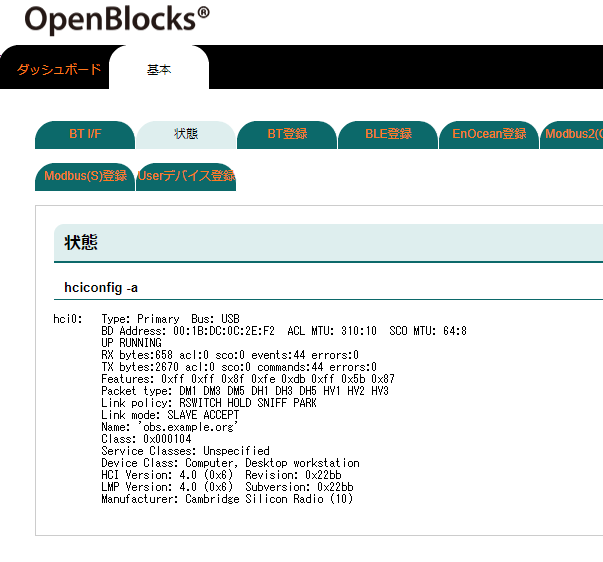 OpenBlocks®
ダッシュボード 基本
BT I/F 状態 BT登録 BLE登録 EnOcean登録 Modbus2(C
Modbus(S)登録 Userデバイス登録
状態
hciconfig -a
hci0: Type: Primary Bus: USB
BD Address: 00:1B:DC:0C:2E:F2 ACL MTU: 310:10 SCO MTU: 64:8
UP RUNNING
RX bytes:658 acl:0 sco:0 events:44 errors:0
TX bytes:2670 acl:0 sco:0 commands:44 errors:0
Features: 0xff 0xff 0x8f 0xfe 0xdb 0xff 0x5b 0x87
Packet type: DM1 DM3 DM5 DH1 DH3 DH5 HV1 HV2 HV3
Link policy: RSWITCH HOLD SNIFF PARK
Link mode: SLAVE ACCEPT
Name: 'obs.example.org'
Class: 0x000104
Service Classes: Unspecified
Device Class: Computer, Desktop workstation
HCI Version: 4.0 (0x6) Revision: 0x22bb
LMP Version: 4.0 (0x6) Subversion: 0x22bb
Manufacturer: Cambridge Silicon Radio (10)